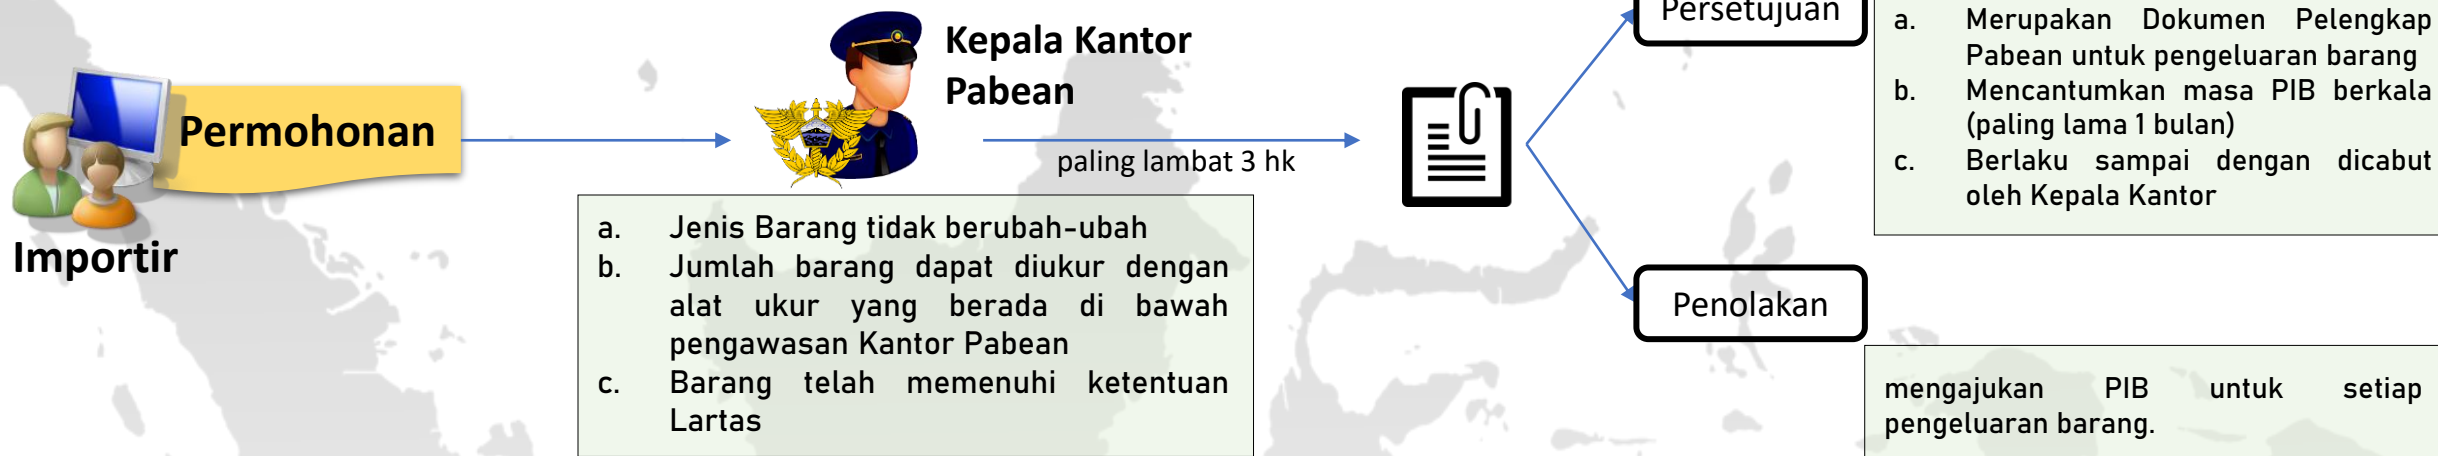 Importir
Permohonan
Kepala Kantor
Pabean
paling lambat 3 hk
a. Jenis Barang tidak berubah-ubah
b. Jumlah barang dapat diukur dengan
alat ukur yang berada di bawah
pengawasan Kantor Pabean
c. Barang telah memenuhi ketentuan
Lartas
Persetujuan
a. Merupakan Dokumen Pelengkap
Pabean untuk pengeluaran barang
b. Mencantumkan masa PIB berkala
(paling lama 1 bulan)
c. Berlaku sampai dengan dicabut
oleh Kepala Kantor
Penolakan
mengajukan PIB untuk setiap
pengeluaran barang.